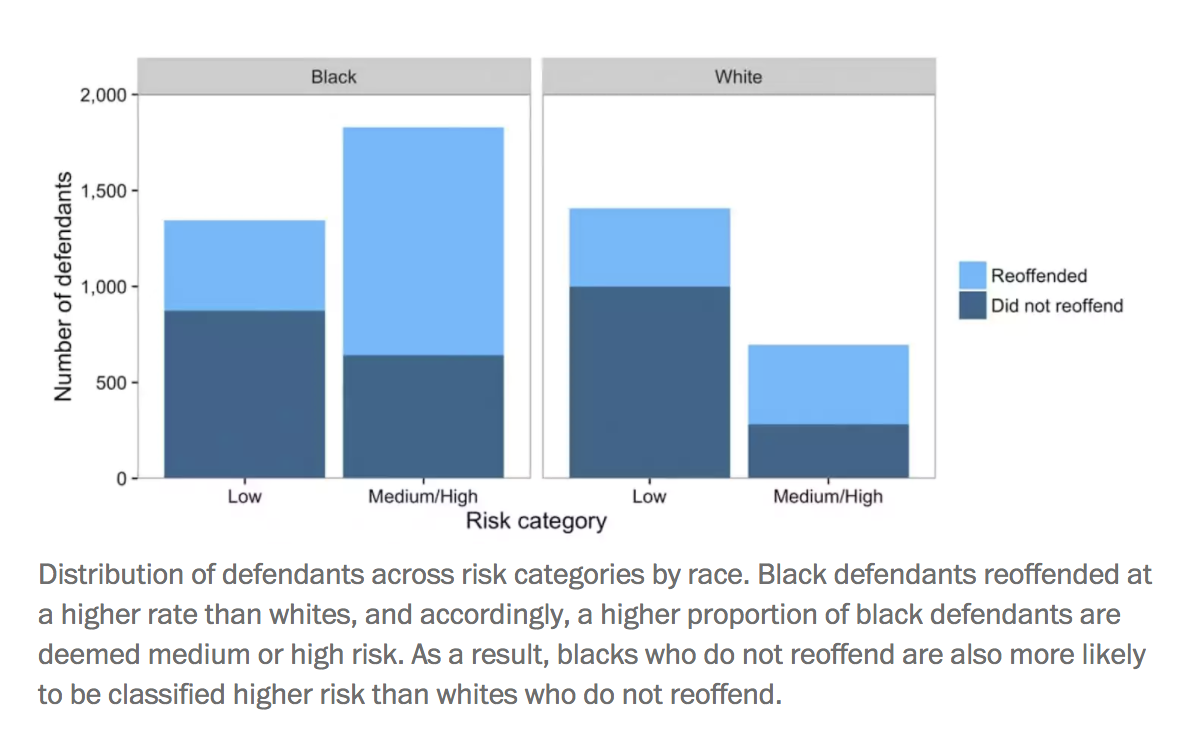 Black
White
2,000
1,500
1,000
500
0
Number of defendants
Low
Medium/High
Low
Medium/High
Risk category
Reoffended
Did not reoffend
Distribution of defendants across risk categories by race. Black defendants reoffended at
a higher rate than whites, and accordingly, a higher proportion of black defendants are
deemed medium or high risk. As a result, blacks who do not reoffend are also more likely
to be classified higher risk than whites who do not reoffend.